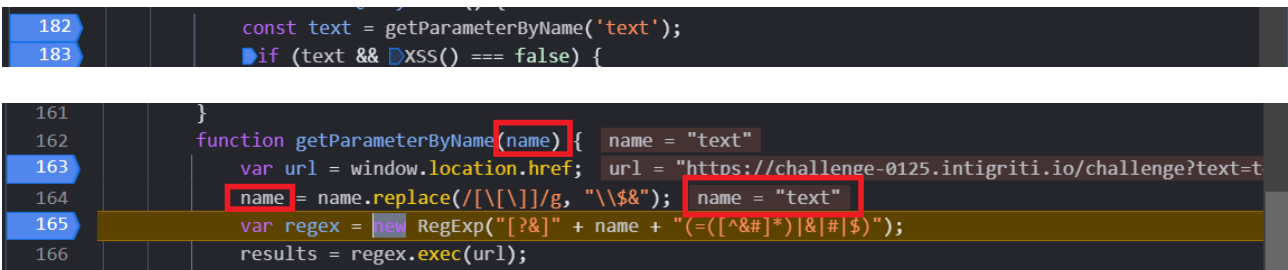 182 const text = getParameterByName('text');
183 if (text && XSS() === false) {
161 }
162 function getParameterByName(name) { name = "text"
163 var url = window.location.href; url = "https://challenge-0125.intigriti.io/challenge?text=t
164 name = name.replace(/[\[\]]/g, "\\$&"); name = "text"
165 var regex = new RegExp("[?&]" + name + "(=([^&#]*)|&|#|$)");
166 results = regex.exec(url);